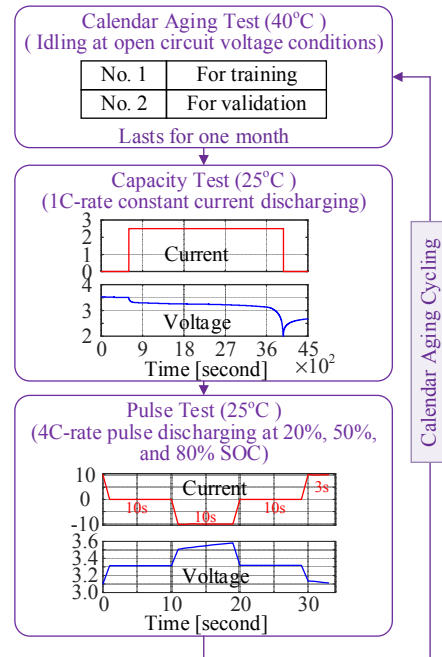 Calendar Aging Test (40°C )
( Idling at open circuit voltage conditions)
No. 1 For training
No. 2 For validation
Lasts for one month
Capacity Test (25°C )
(1C-rate constant current discharging)
3
2
1
0
Current
4
3
2
Voltage
0 9 18 27 36 45
Time [second] ×10²
Pulse Test (25°C )
(4C-rate pulse discharging at 20%, 50%,
and 80% SOC)
10
0
-10
Current
10s 10s 10s 3s
3.6
3.4
3.2
3.0
Voltage
0 10 20 30
Time [second]
Calendar Aging Cycling